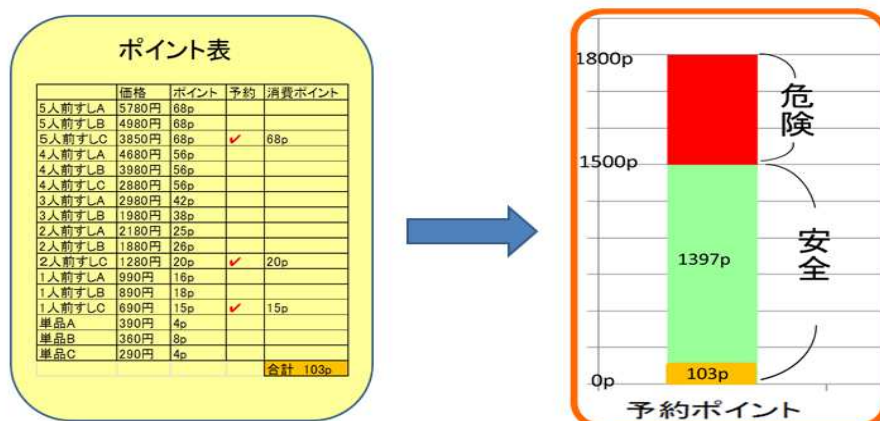 ポイント表
価格 ポイント 予約 消費ポイント
5人前すしA 5780円 68p
5人前すしB 4980円 68p
5人前すしC 3850円 68p ✔ 68p
4人前すしA 4680円 56p
4人前すしB 3980円 56p
4人前すしC 2880円 56p
3人前すしA 2980円 42p
3人前すしB 1980円 38p
2人前すしA 2180円 25p
2人前すしB 1880円 26p
2人前すしC 1280円 20p ✔ 20p
1人前すしA 990円 16p
1人前すしB 890円 18p
1人前すしC 690円 15p ✔ 15p
単品A 390円 4p
単品B 360円 8p
単品C 290円 4p
合計 103p
1800p
危険
1500p
安全
1397p
103p
0p
予約ポイント